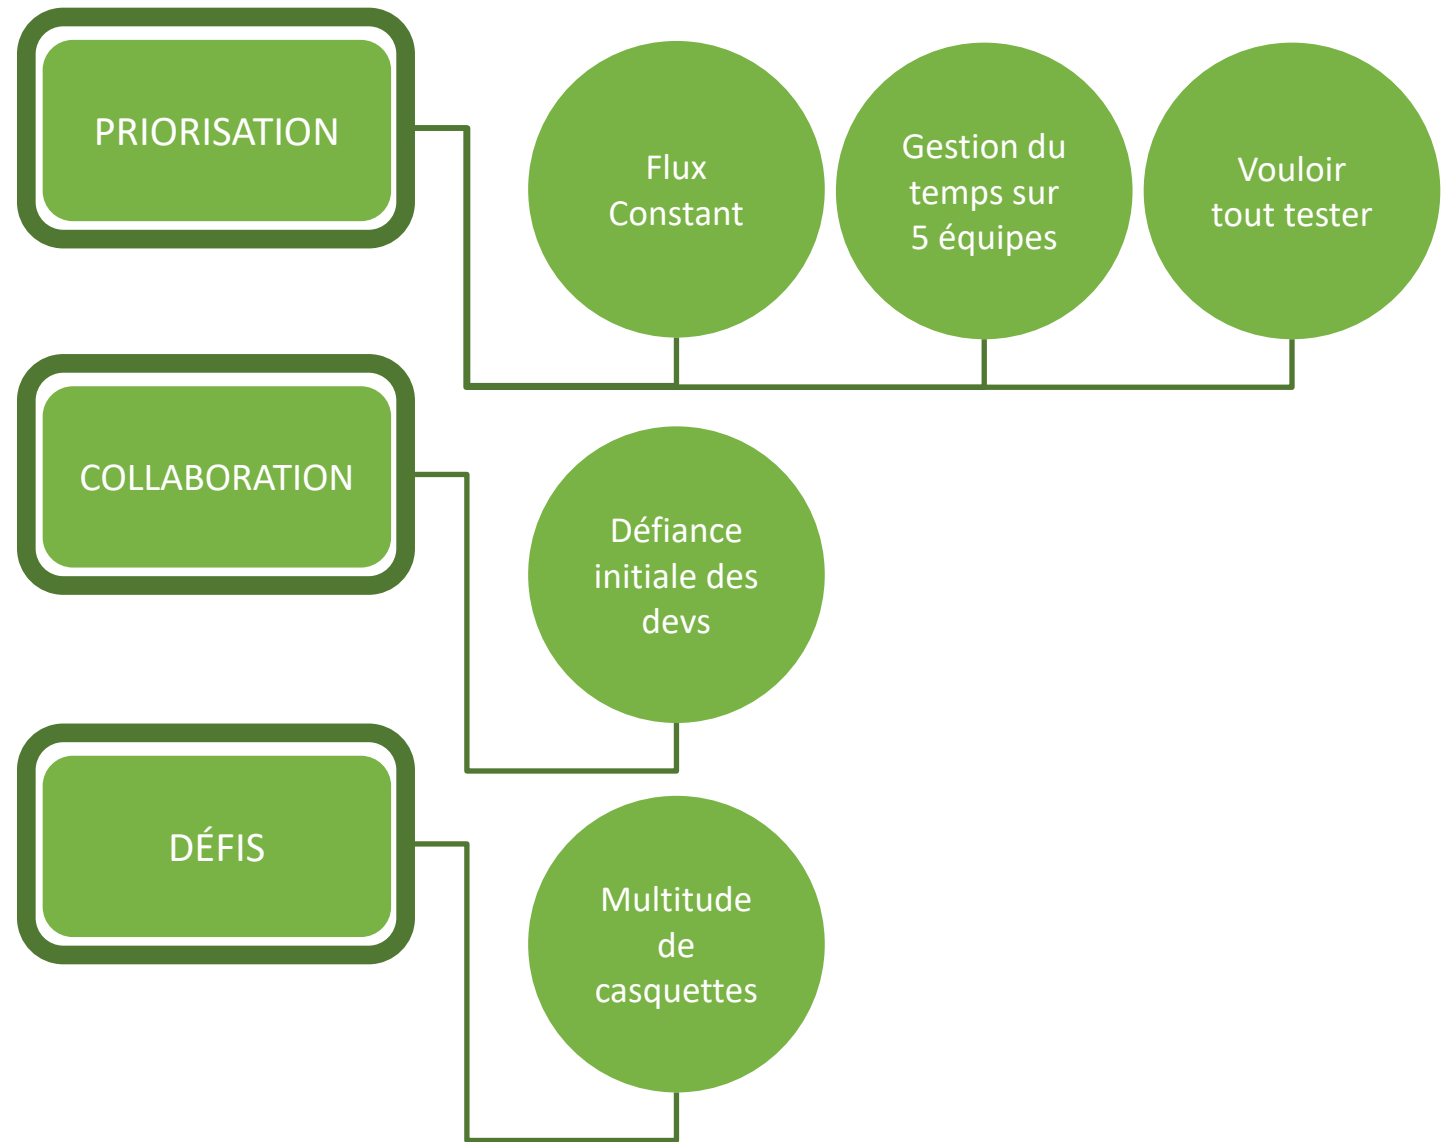 PRIORISATION
Flux
Constant
Gestion du
temps sur
5 équipes
Vouloir
tout tester
COLLABORATION
Défiance
initiale des
devs
DÉFIS
Multitude
de
casquettes